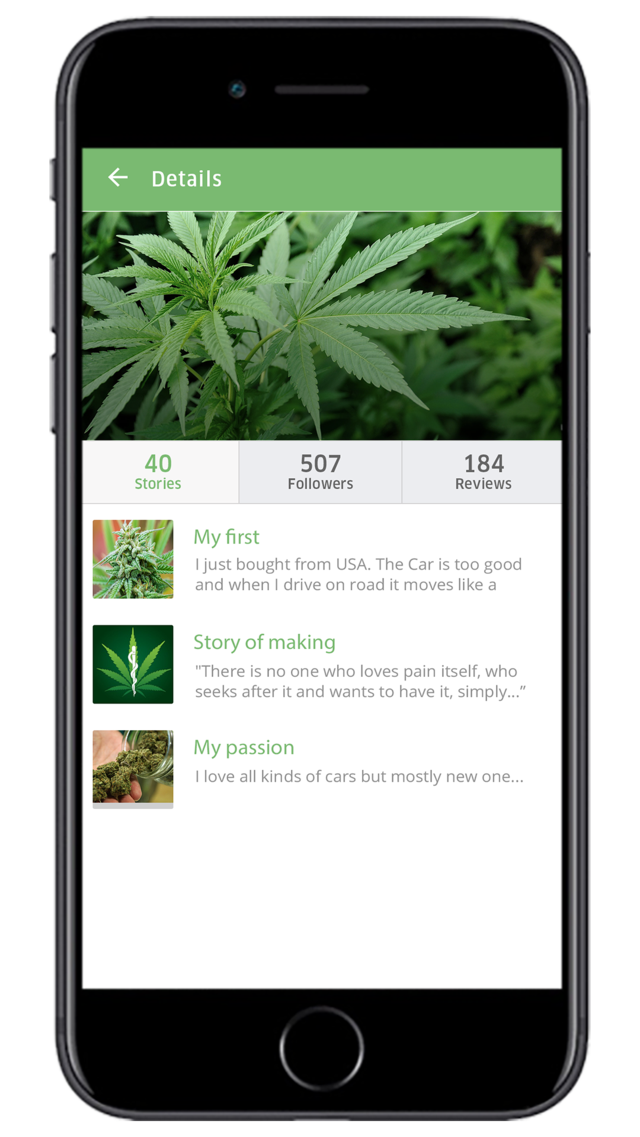 Details
40
Stories
507
Followers
184
Reviews
My first
I just bought from USA. The Car is too good
and when I drive on road it moves like a
Story of making
"There is no one who loves pain itself, who
seeks after it and wants to have it, simply...”
My passion
I love all kinds of cars but mostly new one...